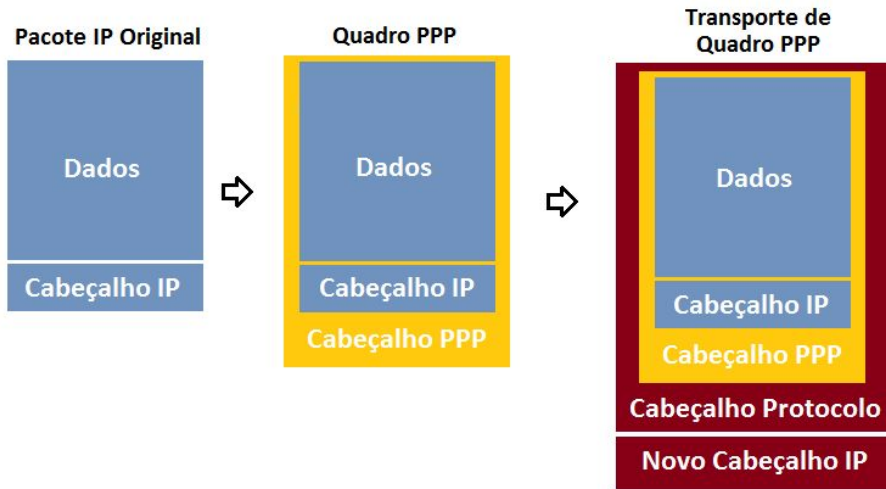 Pacote IP Original
Dados
Cabeçalho IP
Quadro PPP
Dados
Cabeçalho IP
Cabeçalho PPP
Transporte de
Quadro PPP
Dados
Cabeçalho IP
Cabeçalho PPP
Cabeçalho Protocolo
Novo Cabeçalho IP